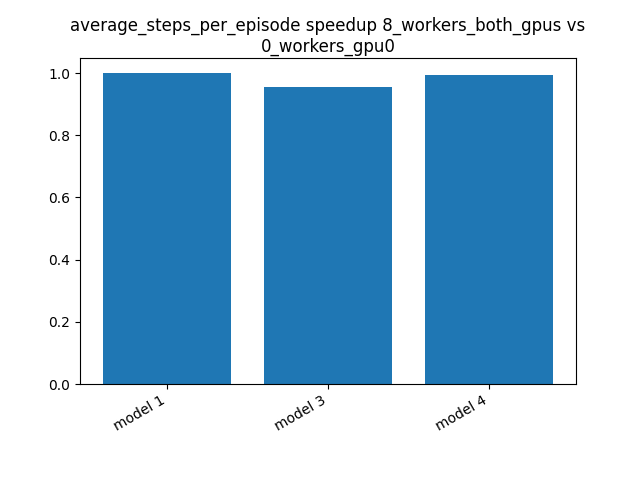 average_steps_per_episode speedup 8_workers_both_gpus vs
0_workers_gpu0
1.0
0.8
0.6
0.4
0.2
0.0
model 1
model 3
model 4